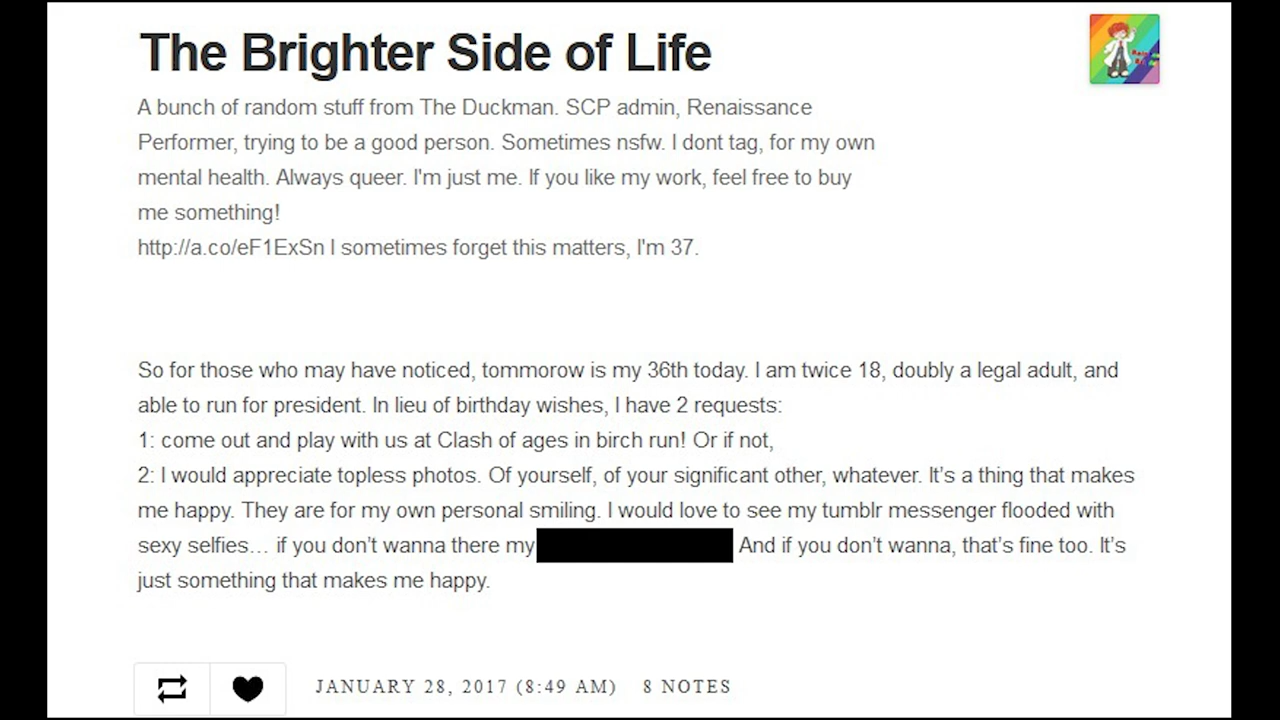 The Brighter Side of Life
A bunch of random stuff from The Duckman. SCP admin, Renaissance
Performer, trying to be a good person. Sometimes nsfw. I dont tag, for my own
mental health. Always queer. I'm just me. If you like my work, feel free to buy
me something!
http://a.co/eF1ExSn I sometimes forget this matters, I'm 37.
So for those who may have noticed, tommorow is my 36th today. I am twice 18, doubly a legal adult, and
able to run for president. In lieu of birthday wishes, I have 2 requests:
1: come out and play with us at Clash of ages in birch run! Or if not,
2: I would appreciate topless photos. Of yourself, of your significant other, whatever. It’s a thing that makes
me happy. They are for my own personal smiling. I would love to see my tumblr messenger flooded with
sexy selfies… if you don’t wanna there my And if you don’t wanna, that’s fine too. It’s
just something that makes me happy.
JANUARY 28, 2017 (8:49 AM) 8 NOTES